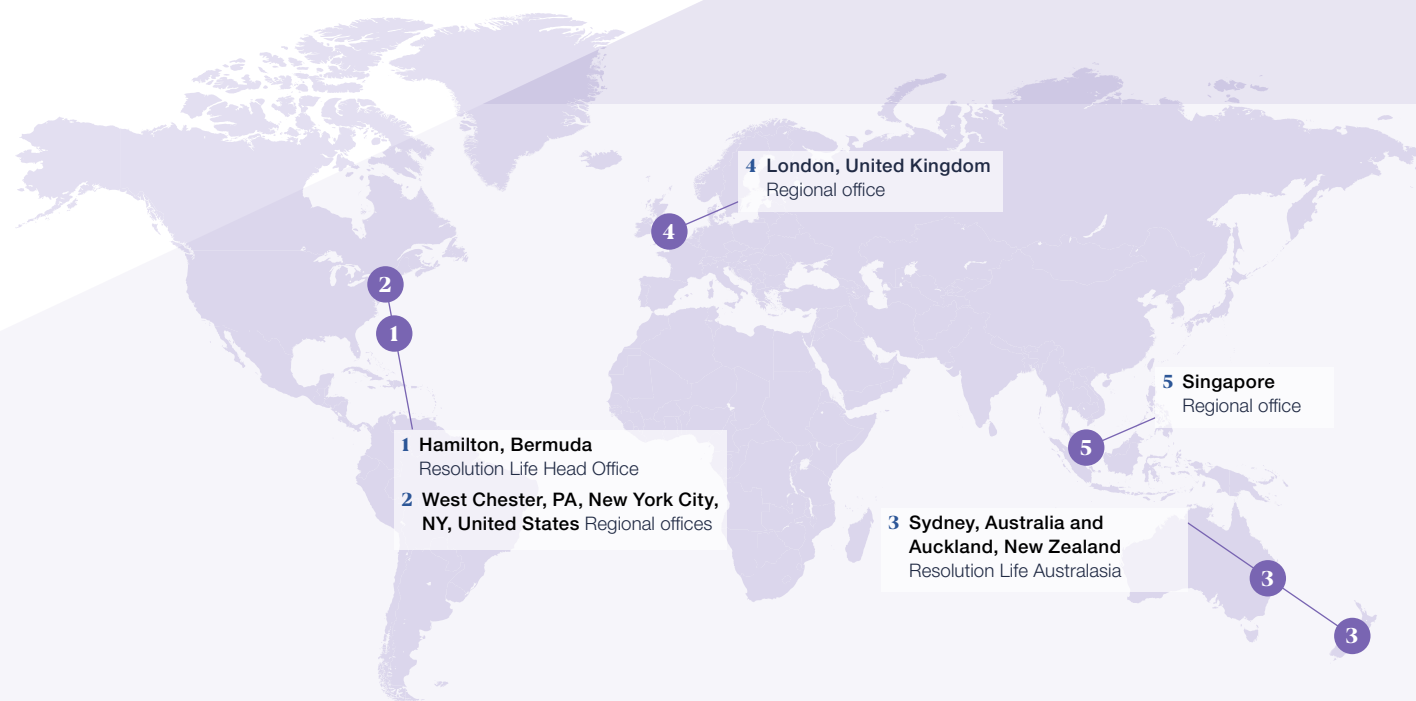 4 London, United Kingdom
Regional office
4
2
1
5 Singapore
Regional office
5
1 Hamilton, Bermuda
Resolution Life Head Office
2 West Chester, PA, New York City,
NY, United States Regional offices
3 Sydney, Australia and
Auckland, New Zealand
Resolution Life Australasia
3
3